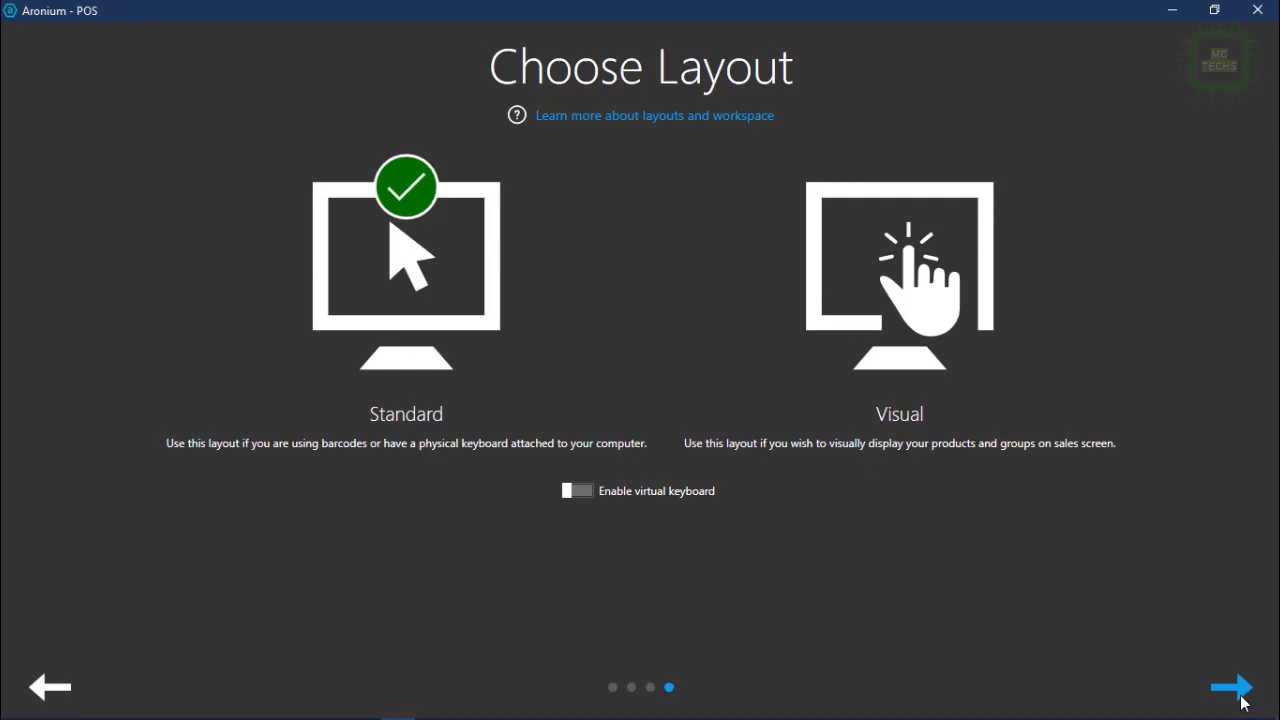 Aronium - POS
MC
TECHS
Choose Layout
? Learn more about layouts and workspace
Standard
Use this layout if you are using barcodes or have a physical keyboard attached to your computer.
Visual
Use this layout if you wish to visually display your products and groups on sales screen.
Enable virtual keyboard